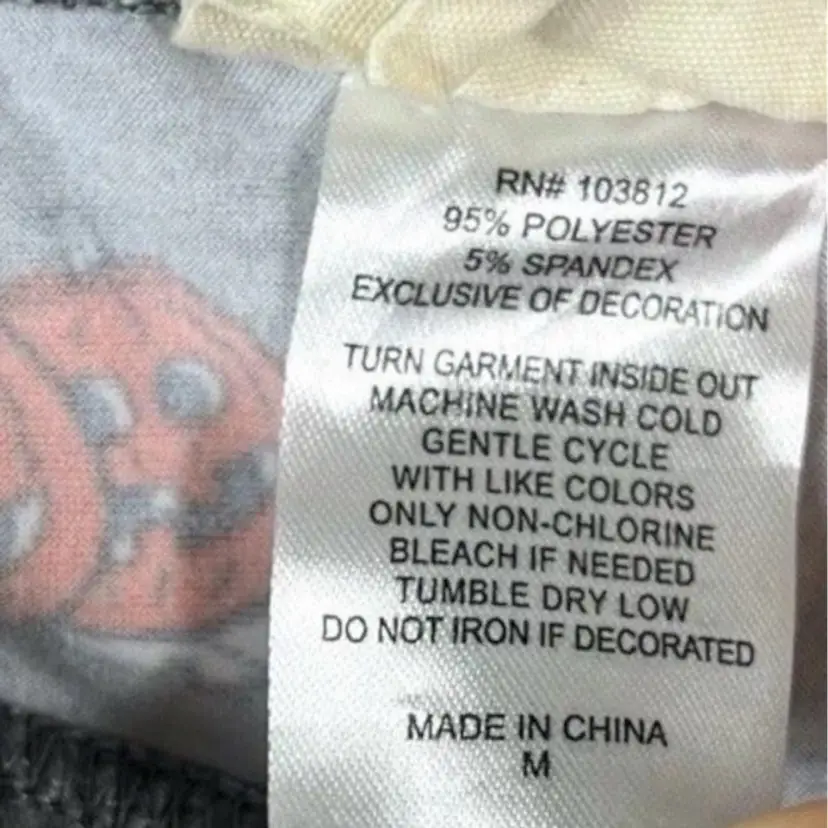 RN# 103812
95% POLYESTER
5% SPANDEX
EXCLUSIVE OF DECORATION
TURN GARMENT INSIDE OUT
MACHINE WASH COLD
GENTLE CYCLE
WITH LIKE COLORS
ONLY NON-CHLORINE
BLEACH IF NEEDED
TUMBLE DRY LOW
DO NOT IRON IF DECORATED
MADE IN CHINA
M